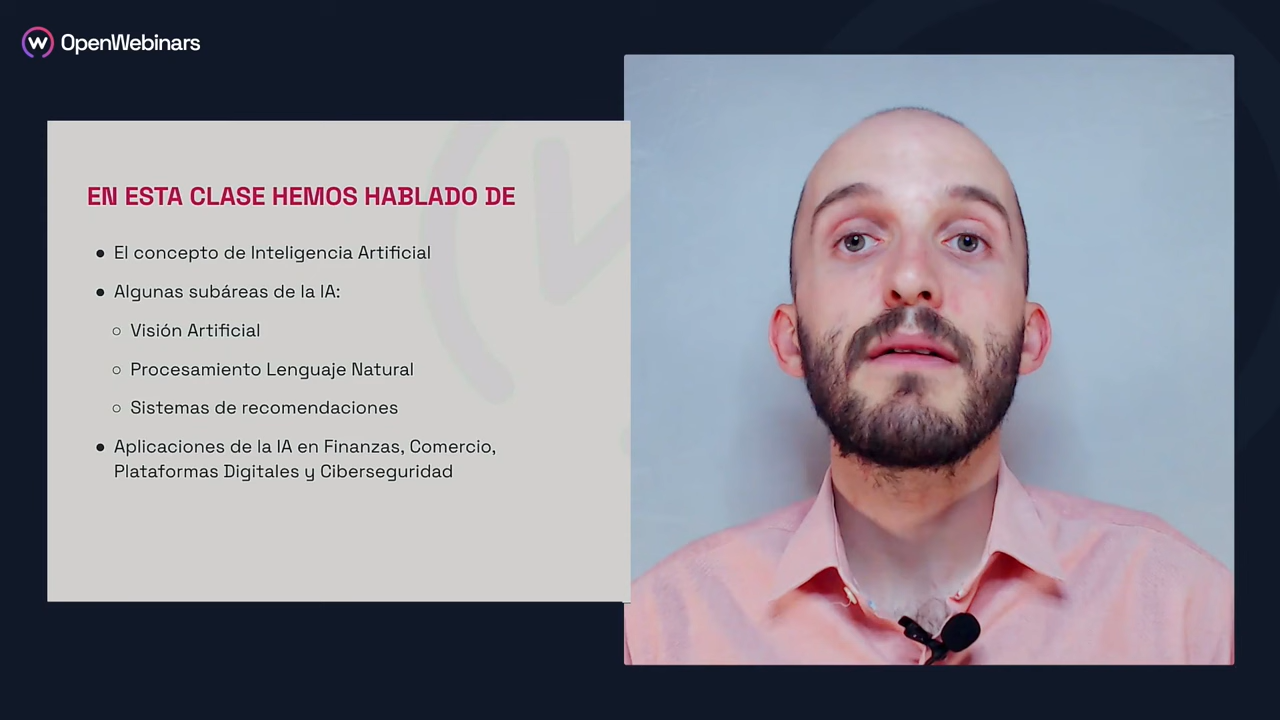 OpenWebinars
EN ESTA CLASE HEMOS HABLADO DE
● El concepto de Inteligencia Artificial
● Algunas subáreas de la IA:
○ Visión Artificial
○ Procesamiento Lenguaje Natural
○ Sistemas de recomendaciones
● Aplicaciones de la IA en Finanzas, Comercio,
Plataformas Digitales y Ciberseguridad